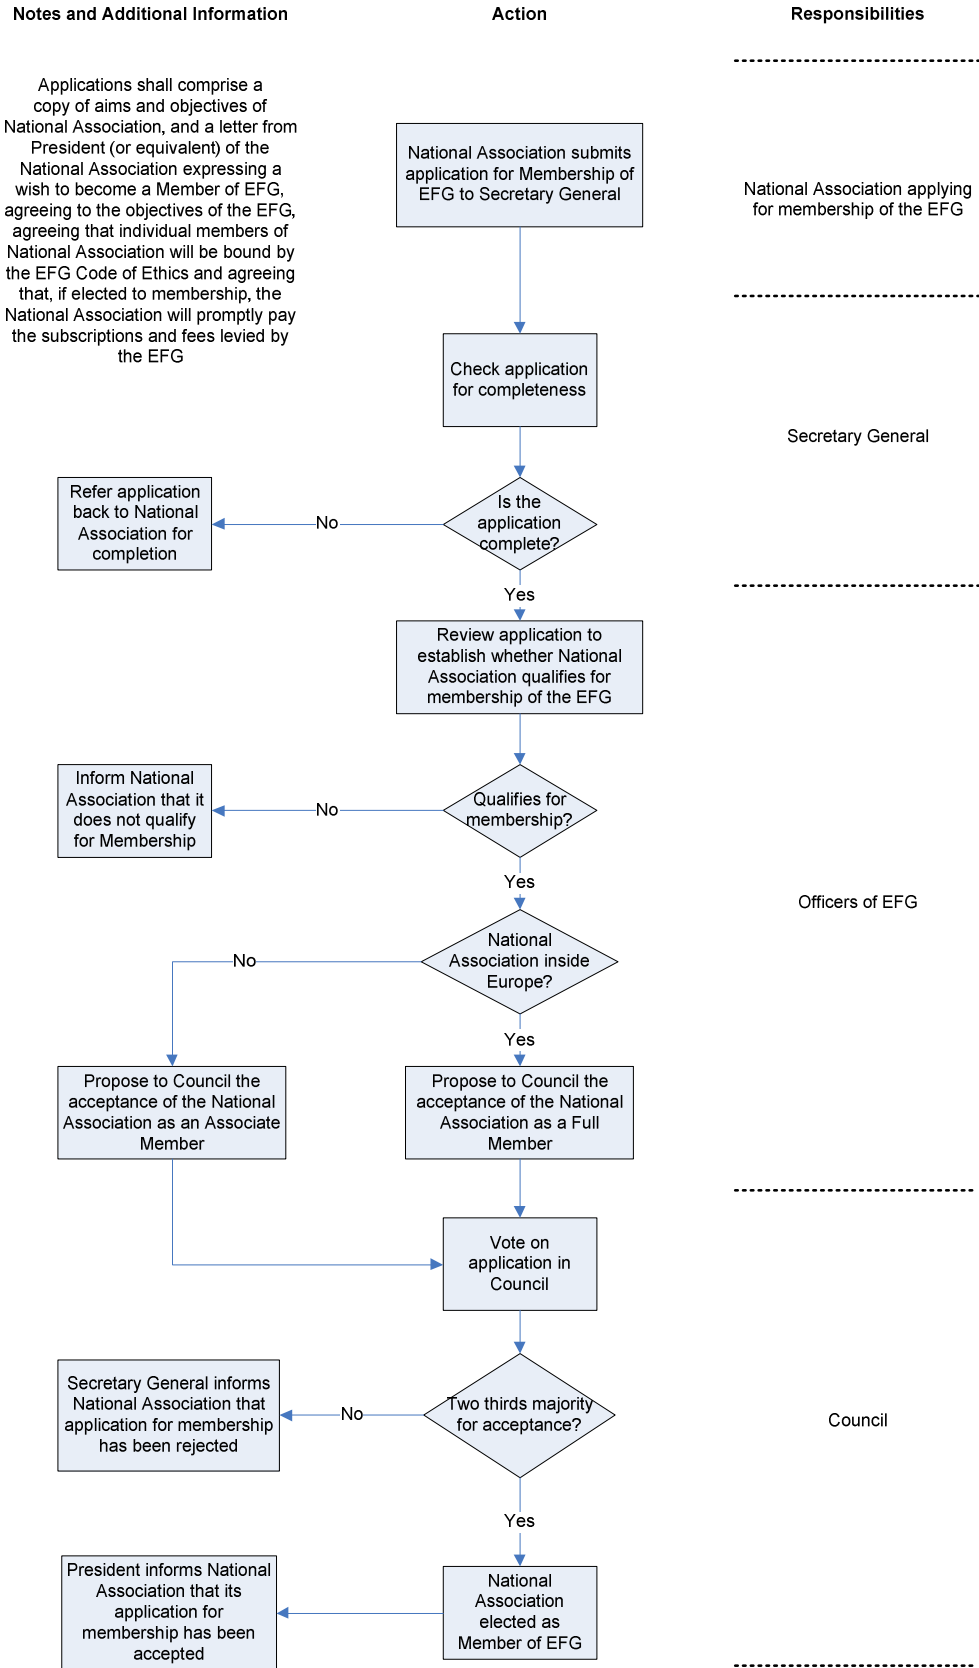 Notes and Additional Information
Action
Responsibilities
Applications shall comprise a
copy of aims and objectives of
National Association, and a letter from
President (or equivalent) of the
National Association expressing a
wish to become a Member of EFG,
agreeing to the objectives of the EFG,
agreeing that individual members of
National Association will be bound by
the EFG Code of Ethics and agreeing
that, if elected to membership, the
National Association will promptly pay
the subscriptions and fees levied by
the EFG
National Association submits
application for Membership of
EFG to Secretary General
National Association applying
for membership of the EFG
Check application
for completeness
Secretary General
Is the
application
complete?
No
Refer application
back to National
Association for
completion
Yes
Review application to
establish whether National
Association qualifies for
membership of the EFG
Qualifies for
membership?
No
Inform National
Association that it
does not qualify
for Membership
Yes
Officers of EFG
National
Association inside
Europe?
No
Yes
Propose to Council the
acceptance of the National
Association as an Associate
Member
Propose to Council the
acceptance of the National
Association as a Full
Member
Vote on
application in
Council
Two thirds majority
for acceptance?
No
Secretary General informs
National Association that
application for membership
has been rejected
Council
Yes
National
Association
elected as
Member of EFG
President informs National
Association that its
application for
membership has been
accepted